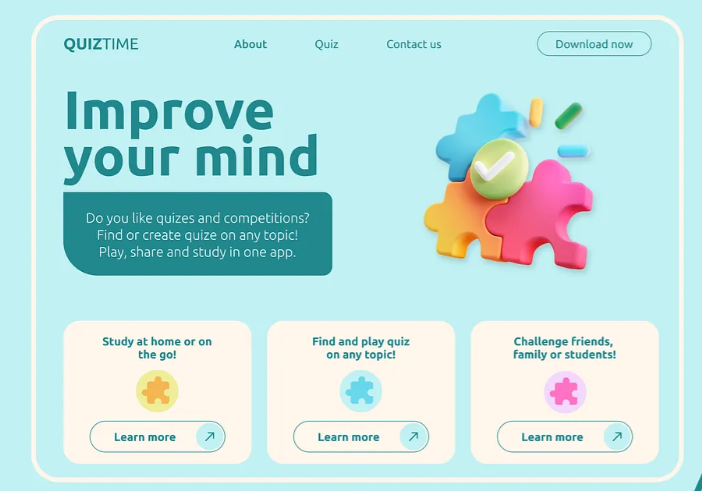 QUIZTIME
About
Quiz
Contact us
Download now
Improve
your mind
Do you like quizes and competitions?
Find or create quize on any topic!
Play, share and study in one app.
Study at home or on
the go!
Learn more
Find and play quiz
on any topic!
Learn more
Challenge friends,
family or students!
Learn more